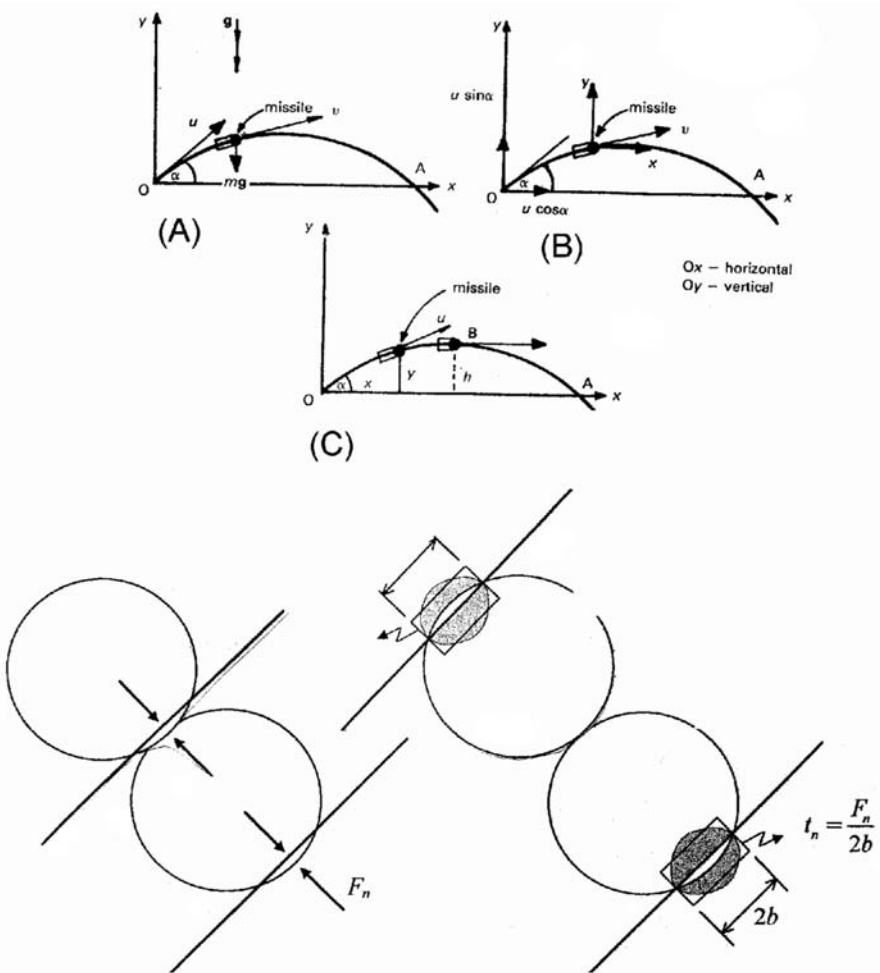 y
g
u
missile
v
α
O
mg
A
x
(A)
y
u sinα
y
missile
v
x
α
O
u cosα
A
x
(B)
Ox – horizontal
Oy – vertical
y
missile
u
B
α
x
y
h
O
A
x
(C)
F_n
t_n = F_n / 2b
2b